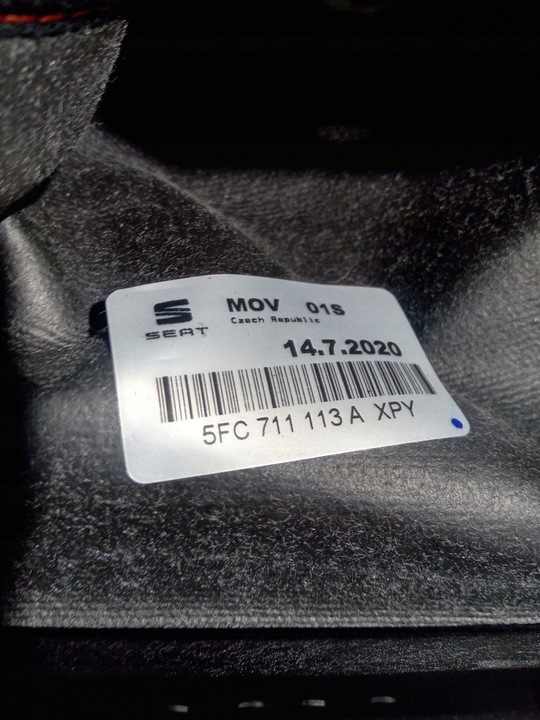 MOV 01S
SEAT Czech Republic
14.7.2020
5FC 711 113 A XPY